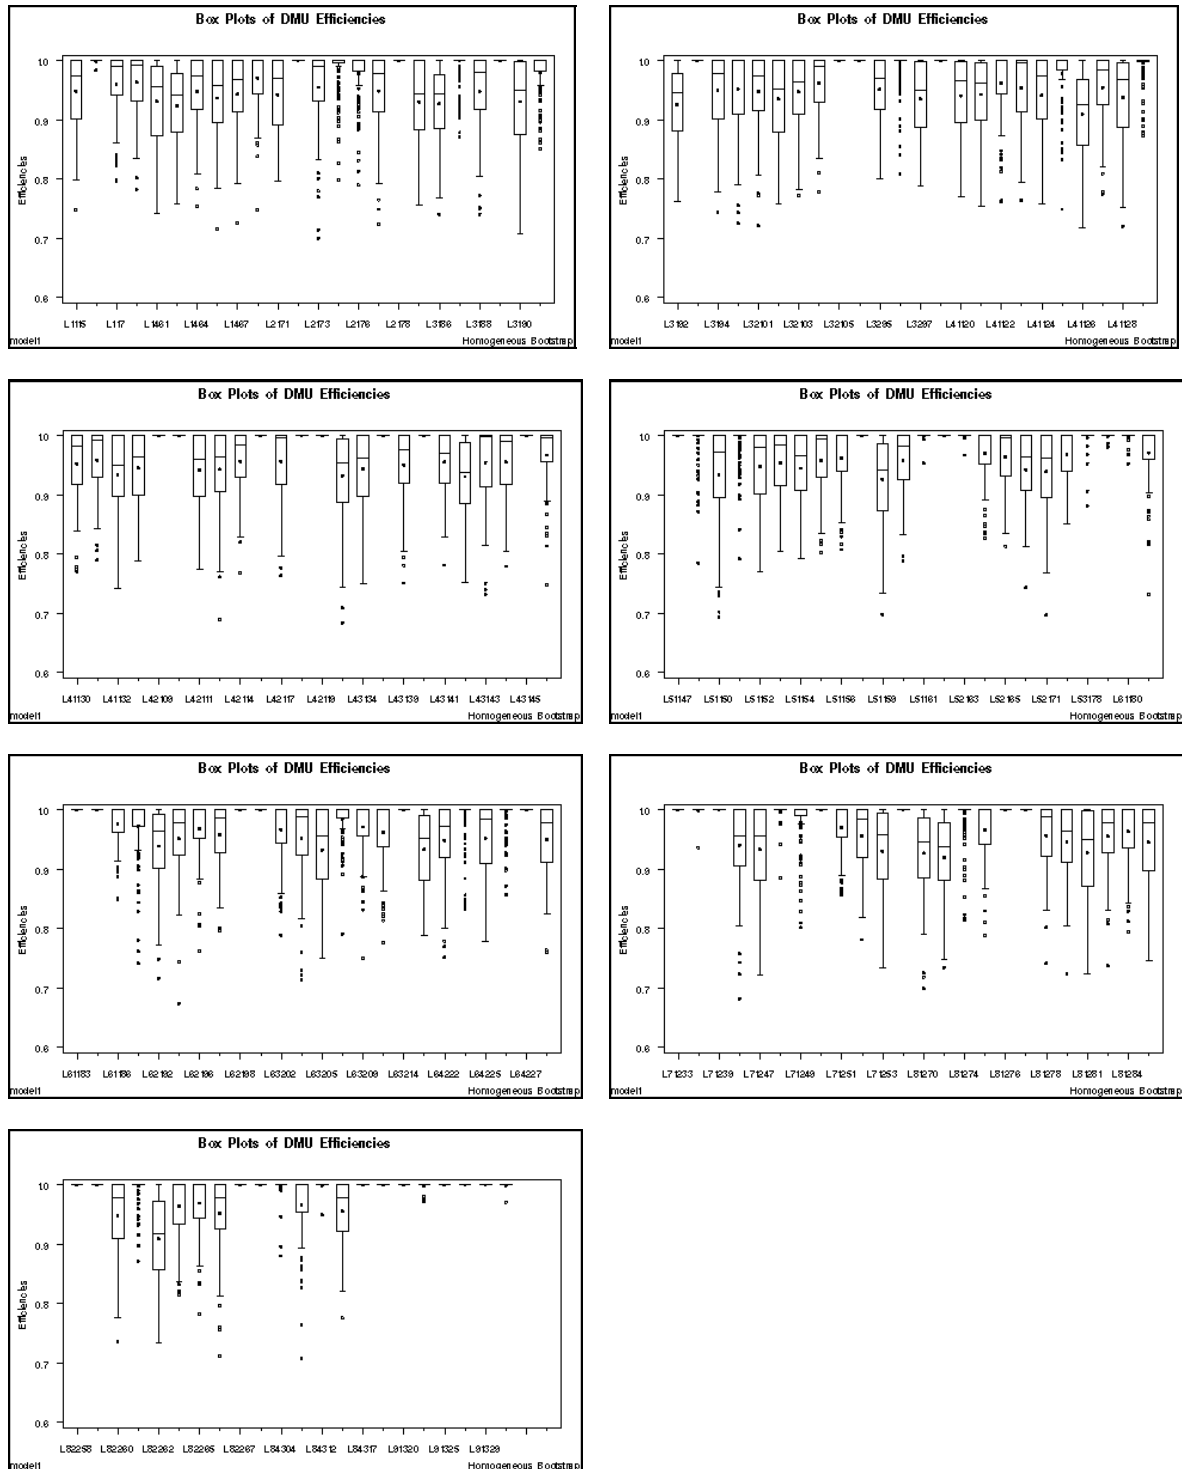 Box Plots of DMU Efficiencies
Efficiencies
1.0
0.9
0.8
0.7
0.6
L1115 L117 L1461 L1464 L1467 L2171 L2173 L2176 L2178 L3186 L3188 L3190
model1 Homogeneous Bootstrap
Box Plots of DMU Efficiencies
Efficiencies
1.0
0.9
0.8
0.7
0.6
L3192 L3194 L32101 L32103 L32105 L3295 L3297 L41120 L41122 L41124 L41126 L41128
model1 Homogeneous Bootstrap
Box Plots of DMU Efficiencies
Efficiencies
1.0
0.9
0.8
0.7
0.6
L41130 L41132 L42109 L42111 L42114 L42117 L42119 L43134 L43139 L43141 L43143 L43145
model1 Homogeneous Bootstrap
Box Plots of DMU Efficiencies
Efficiencies
1.0
0.9
0.8
0.7
0.6
L51147 L51150 L51152 L51154 L51156 L51159 L51161 L52163 L52165 L52171 L53178 L61180
model1 Homogeneous Bootstrap
Box Plots of DMU Efficiencies
Efficiencies
1.0
0.9
0.8
0.7
0.6
L61183 L61186 L62192 L62196 L62198 L63202 L63205 L63209 L63214 L64222 L64225 L64227
model1 Homogeneous Bootstrap
Box Plots of DMU Efficiencies
Efficiencies
1.0
0.9
0.8
0.7
0.6
L71233 L71239 L71247 L71249 L71251 L71253 L81270 L81274 L81276 L81278 L81281 L81284
model1 Homogeneous Bootstrap
Box Plots of DMU Efficiencies
Efficiencies
1.0
0.9
0.8
0.7
0.6
L82258 L82260 L82262 L82265 L82267 L84304 L84312 L84317 L91320 L91325 L91329
model1 Homogeneous Bootstrap